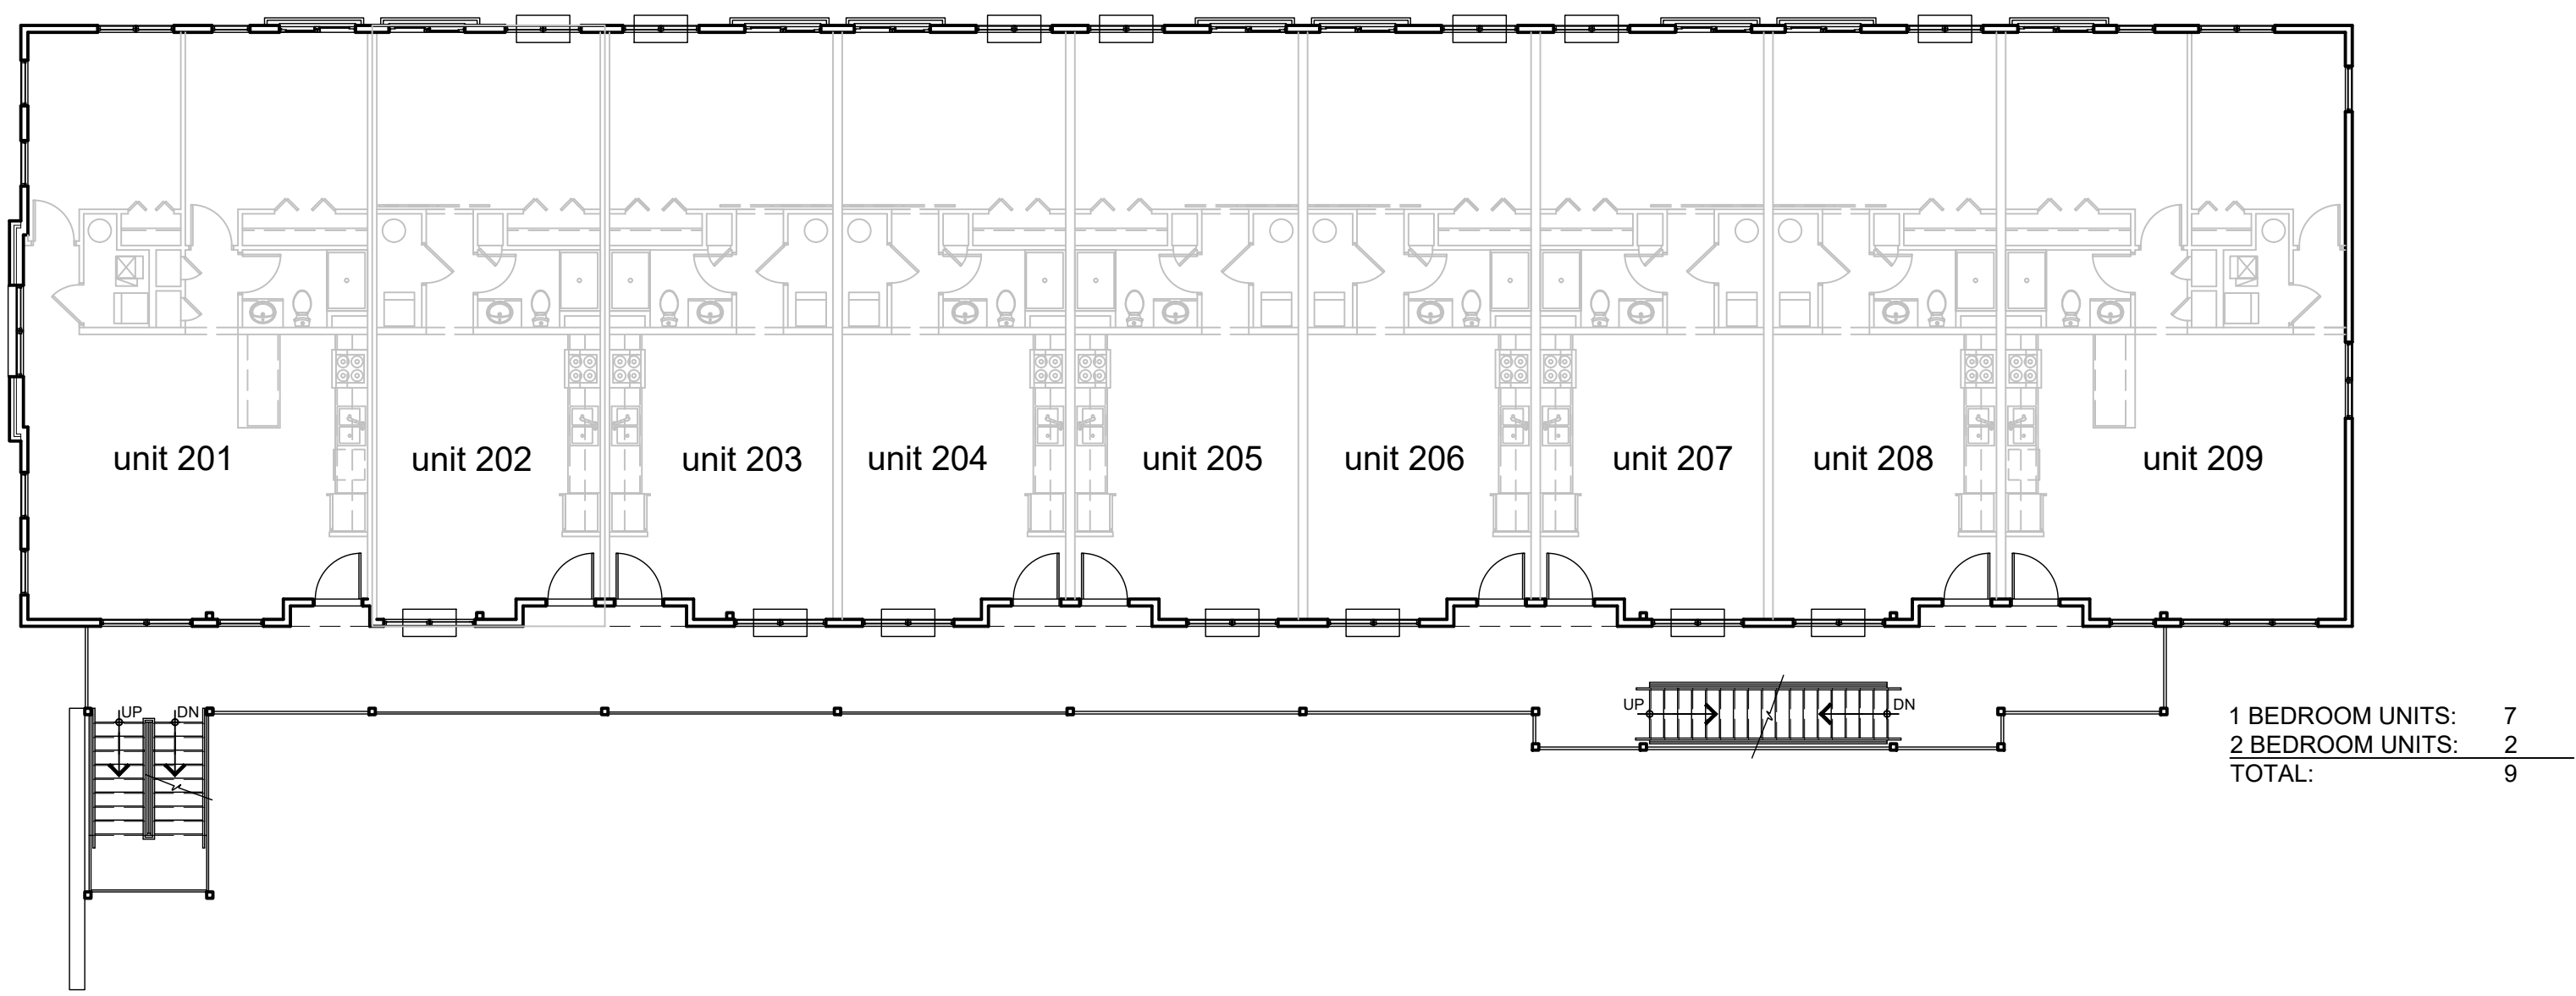 unit 201
unit 202
unit 203
unit 204
unit 205
unit 206
unit 207
unit 208
unit 209
UP
DN
UP
DN
1 BEDROOM UNITS: 7
2 BEDROOM UNITS: 2
TOTAL: 9